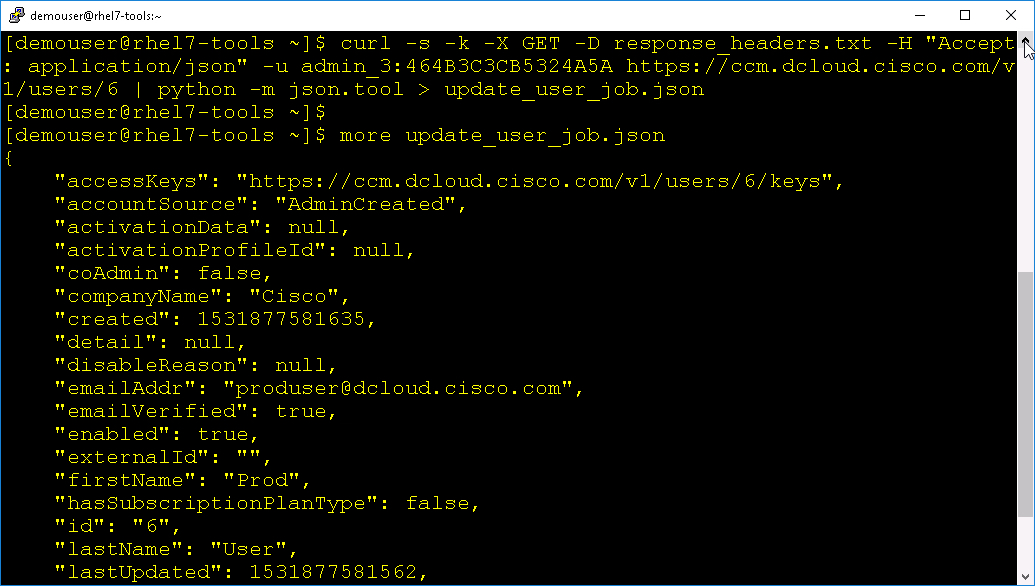 demouser@rhel7-tools:~
[demouser@rhel7-tools ~]$ curl -s -k -X GET -D response_headers.txt -H "Accept
: application/json" -u admin_3:464B3C3CB5324A5A https://ccm.dcloud.cisco.com/v
1/users/6 | python -m json.tool > update_user_job.json
[demouser@rhel7-tools ~]$
[demouser@rhel7-tools ~]$ more update_user_job.json
{
    "accessKeys": "https://ccm.dcloud.cisco.com/v1/users/6/keys",
    "accountSource": "AdminCreated",
    "activationData": null,
    "activationProfileId": null,
    "coAdmin": false,
    "companyName": "Cisco",
    "created": 1531877581635,
    "detail": null,
    "disableReason": null,
    "emailAddr": "produser@dcloud.cisco.com",
    "emailVerified": true,
    "enabled": true,
    "externalId": "",
    "firstName": "Prod",
    "hasSubscriptionPlanType": false,
    "id": "6",
    "lastName": "User",
    "lastUpdated": 1531877581562,